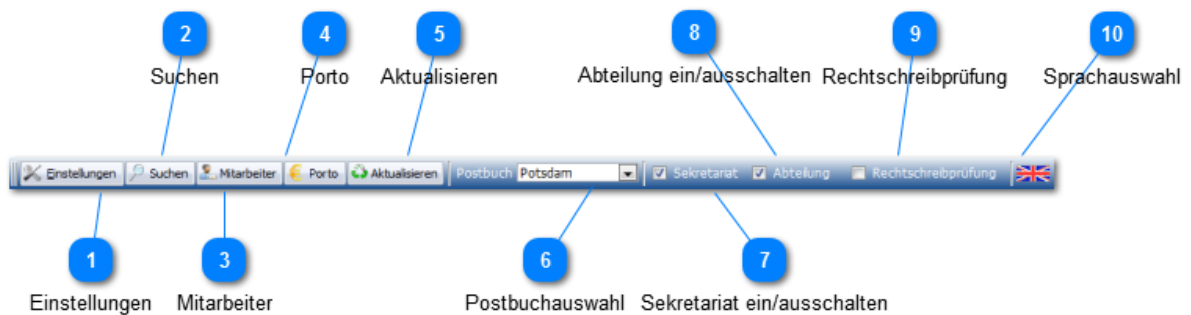 2
4
5
8
9
10
Suchen
Porto
Aktualisieren
Abteilung ein/ausschalten
Rechtschreibprüfung
Sprachauswahl
Einstellungen
Suchen
Mitarbeiter
Porto
Aktualisieren
Postbuch
Potsdam
Sekretariat
Abteilung
Rechtschreibprüfung
1
3
6
7
Einstellungen
Mitarbeiter
Postbuchauswahl
Sekretariat ein/ausschalten